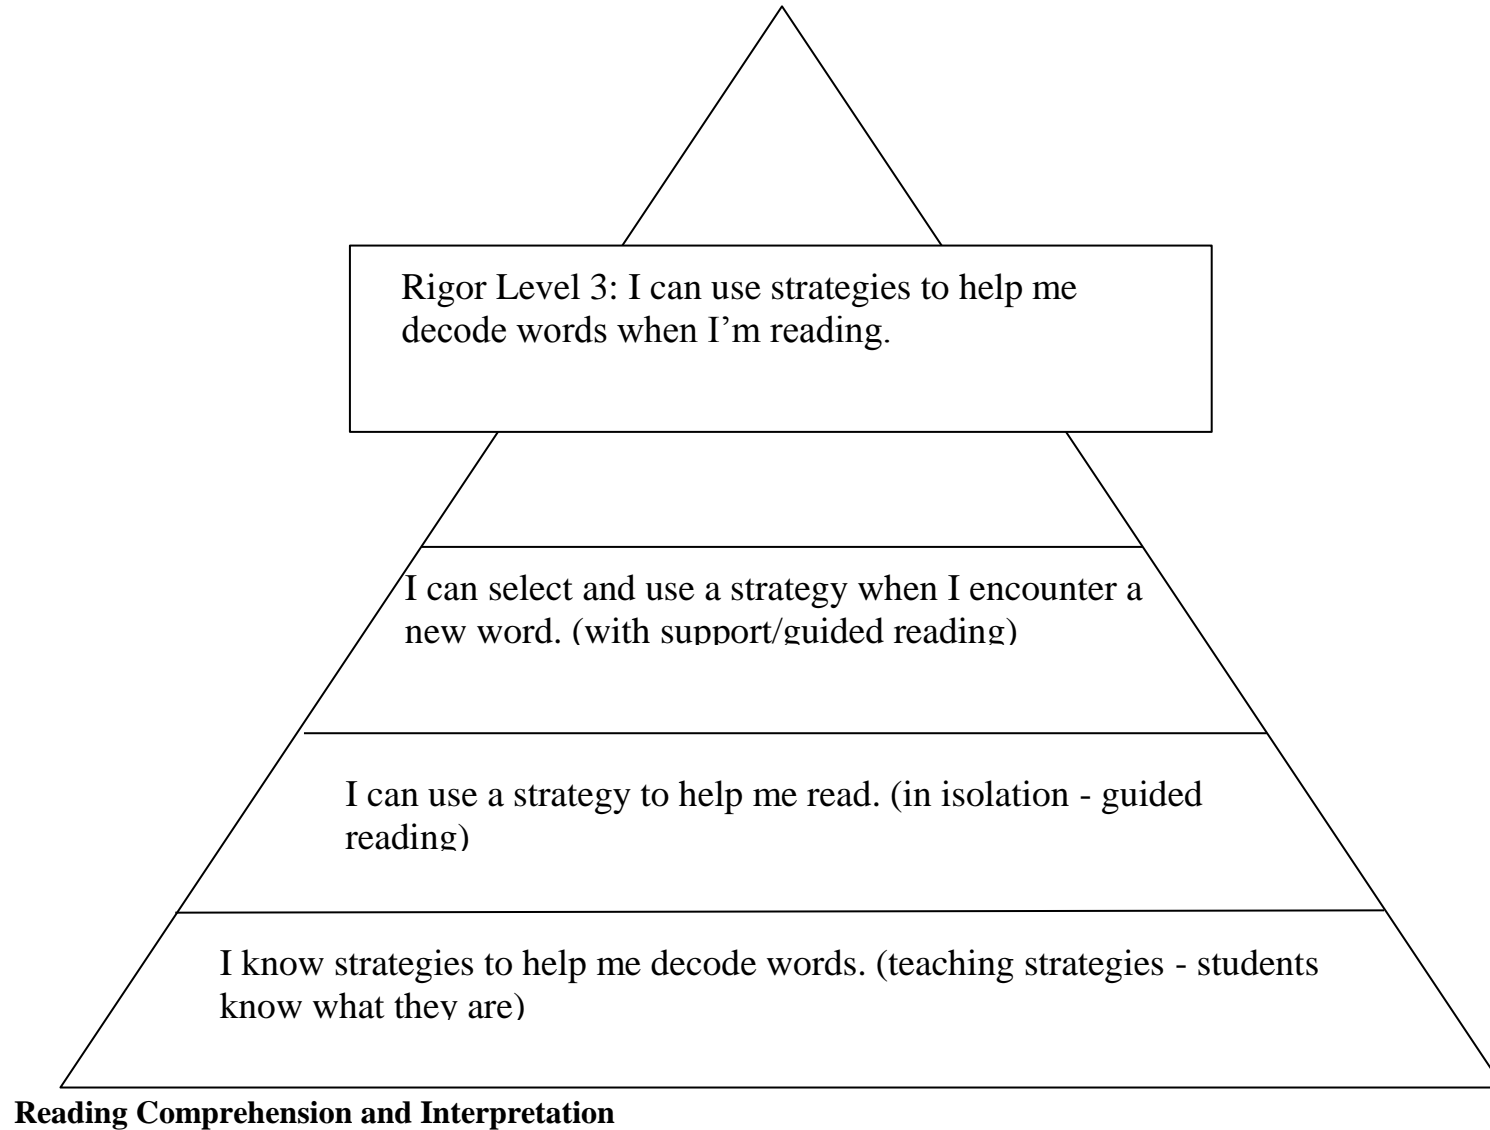 Rigor Level 3: I can use strategies to help me
decode words when I’m reading.
I can select and use a strategy when I encounter a
new word. (with support/guided reading)
I can use a strategy to help me read. (in isolation - guided
reading)
I know strategies to help me decode words. (teaching strategies - students
know what they are)
Reading Comprehension and Interpretation